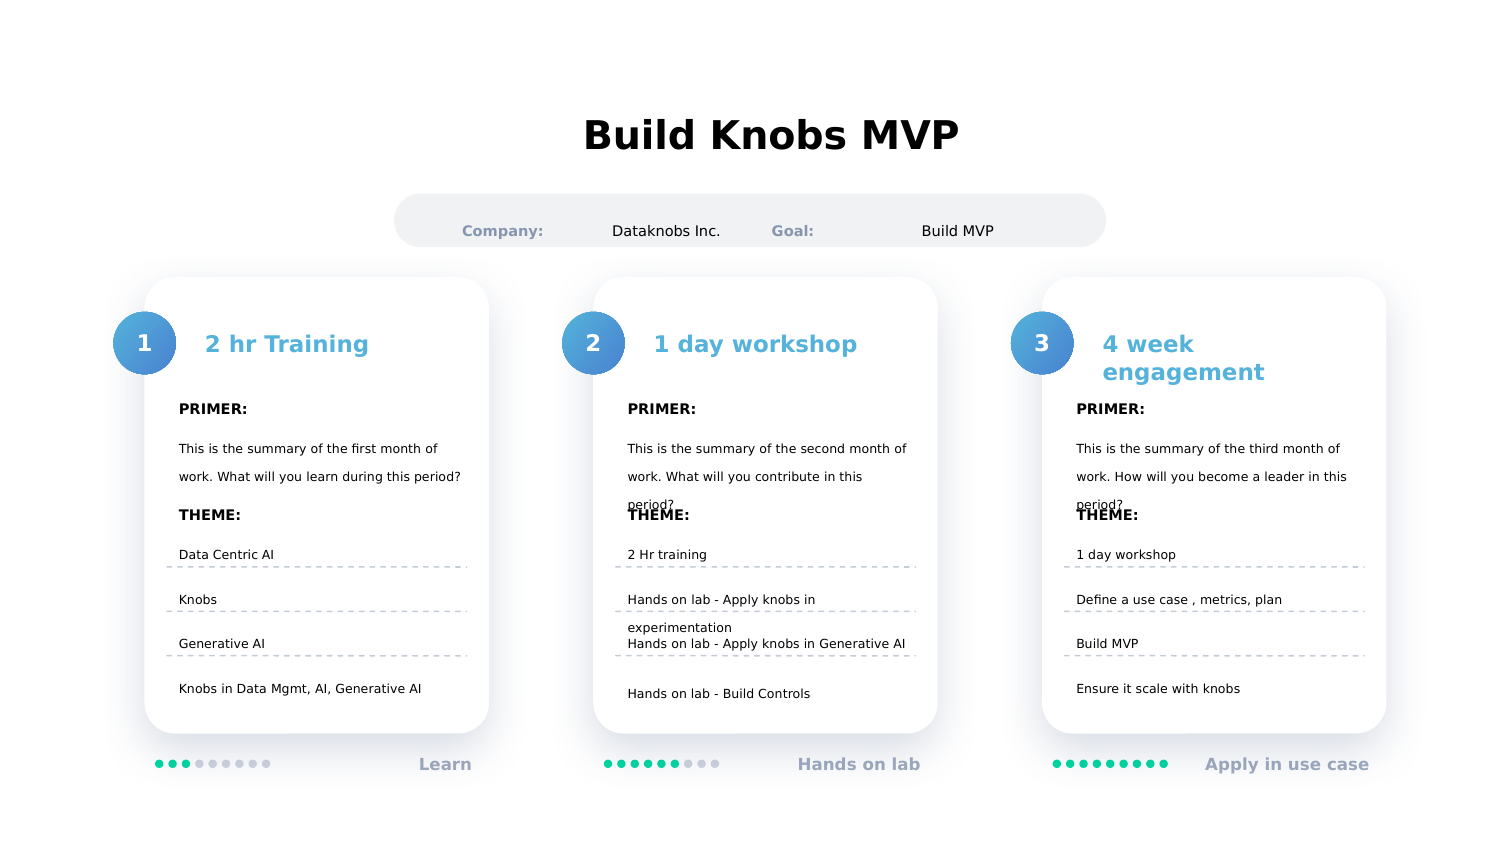 Build Knobs MVP
Company: Dataknobs Inc. Goal: Build MVP
1 2 hr Training
PRIMER:
This is the summary of the first month of
work. What will you learn during this period?
THEME:
Data Centric AI
Knobs
Generative AI
Knobs in Data Mgmt, AI, Generative AI
Learn
2 1 day workshop
PRIMER:
This is the summary of the second month of
work. What will you contribute in this
period?
THEME:
2 Hr training
Hands on lab - Apply knobs in
experimentation
Hands on lab - Apply knobs in Generative AI
Hands on lab - Build Controls
Hands on lab
3 4 week
engagement
PRIMER:
This is the summary of the third month of
work. How will you become a leader in this
period?
THEME:
1 day workshop
Define a use case , metrics, plan
Build MVP
Ensure it scale with knobs
Apply in use case